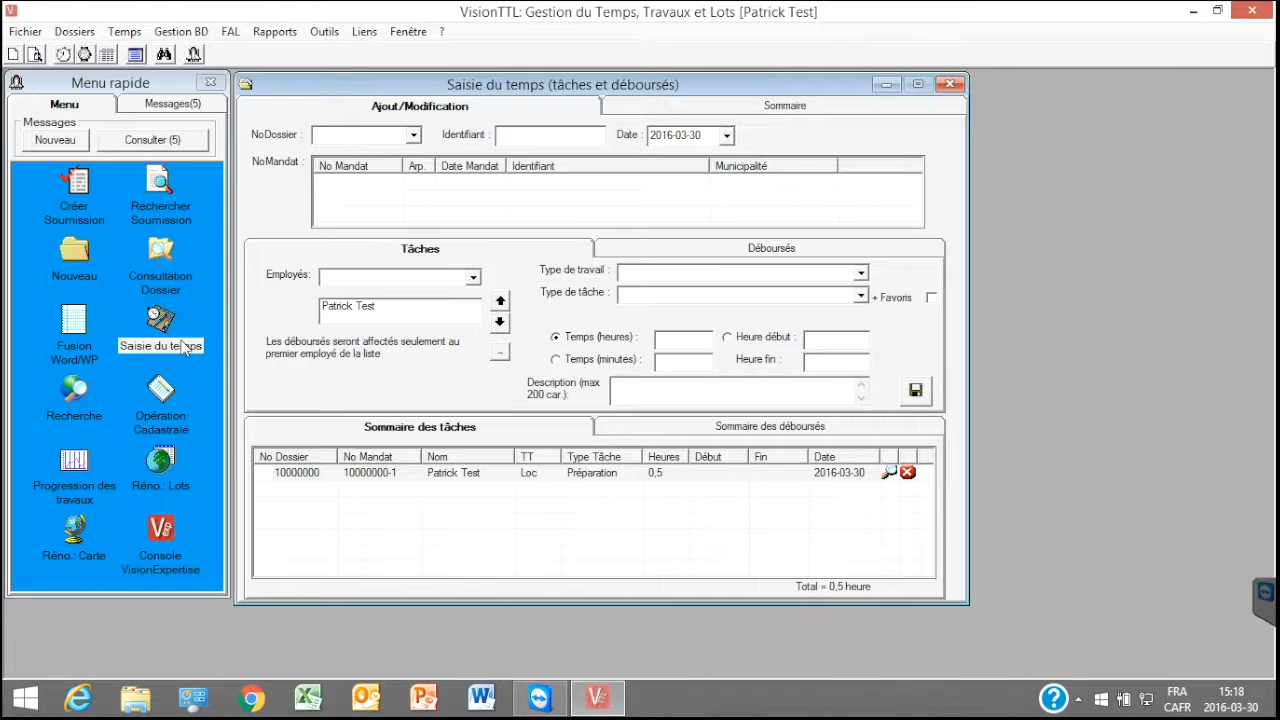 VisionTTL: Gestion du Temps, Travaux et Lots [Patrick Test]
Fichier Dossiers Temps Gestion BD FAL Rapports Outils Liens Fenêtre ?
Menu rapide
Menu Messages(5)
Messages
Nouveau Consulter (5)
Créer Soumission
Rechercher Soumission
Nouveau
Consultation Dossier
Fusion Word/WP
Saisie du temps
Recherche
Opération Cadastrale
Progression des travaux
Réno.: Lots
Réno.: Carte
Console VisionExpertise
Saisie du temps (tâches et déboursés)
Ajout/Modification Sommaire
NoDossier : Identifiant : Date : 2016-03-30
NoMandat : No Mandat Arp. Date Mandat Identifiant Municipalité
Tâches Déboursés
Employés: Type de travail :
Type de tâche : + Favoris
Patrick Test
Temps (heures) : Heure début :
Les déboursés seront affectés seulement au
premier employé de la liste
Temps (minutes) : Heure fin :
Description (max
200 car.):
Sommaire des tâches Sommaire des déboursés
No Dossier No Mandat Nom TT Type Tâche Heures Début Fin Date
10000000 10000000-1 Patrick Test Loc Préparation 0,5 2016-03-30
Total = 0,5 heure
FRA 15:18
CAFR 2016-03-30